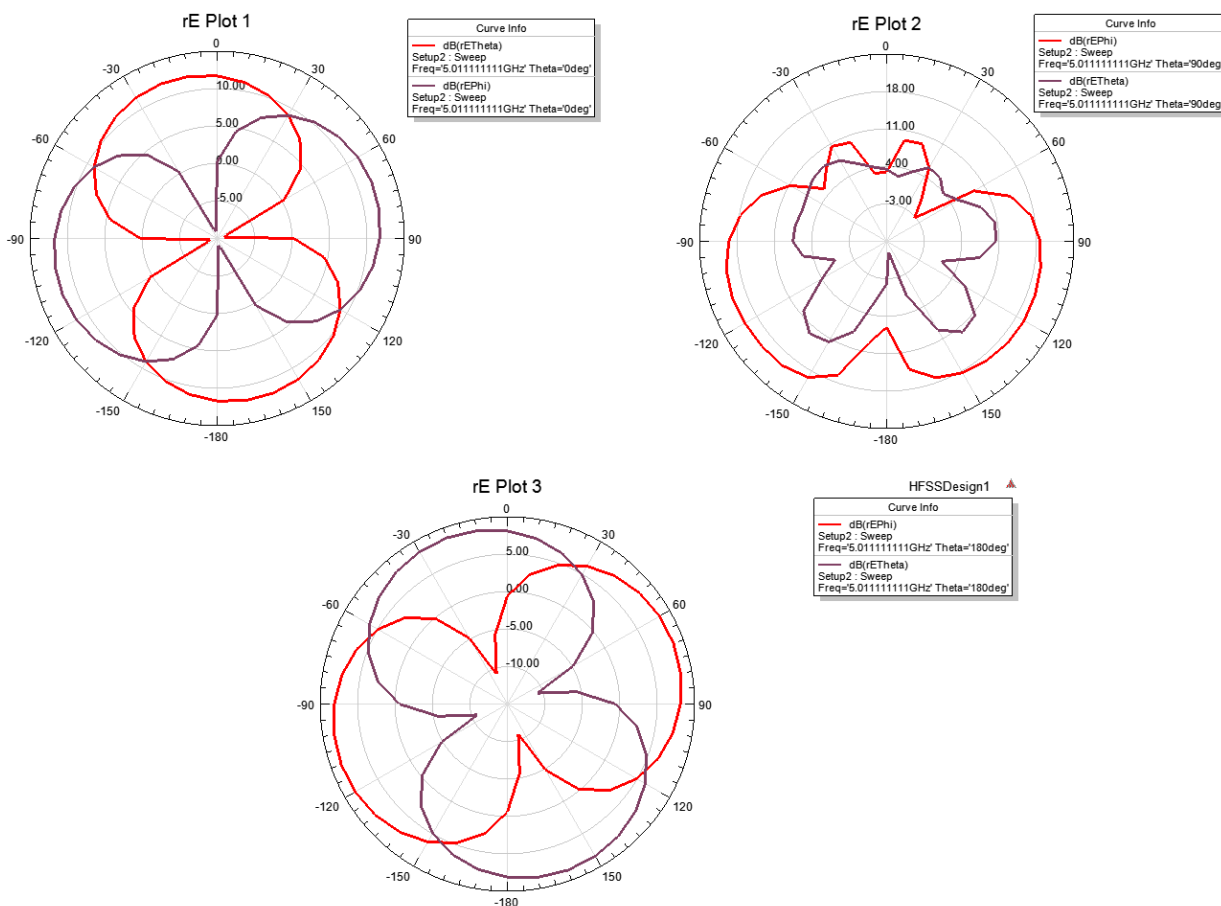 rE Plot 1
0
-30
30
10.00
-60
60
5.00
0.00
-5.00
-90
90
-120
120
-150
150
-180
Curve Info
dB(rETheta)
Setup2 : Sweep
Freq='5.011111111GHz' Theta='0deg'
dB(rEPhi)
Setup2 : Sweep
Freq='5.011111111GHz' Theta='0deg'
rE Plot 2
0
-30
30
18.00
-60
60
11.00
4.00
-3.00
-90
90
-120
120
-150
150
-180
Curve Info
dB(rEPhi)
Setup2 : Sweep
Freq='5.011111111GHz' Theta='90deg'
dB(rETheta)
Setup2 : Sweep
Freq='5.011111111GHz' Theta='90deg'
rE Plot 3
0
-30
30
5.00
-60
60
0.00
-5.00
-10.00
-90
90
-120
120
-150
150
-180
HFSSDesign1
Curve Info
dB(rEPhi)
Setup2 : Sweep
Freq='5.011111111GHz' Theta='180deg'
dB(rETheta)
Setup2 : Sweep
Freq='5.011111111GHz' Theta='180deg'